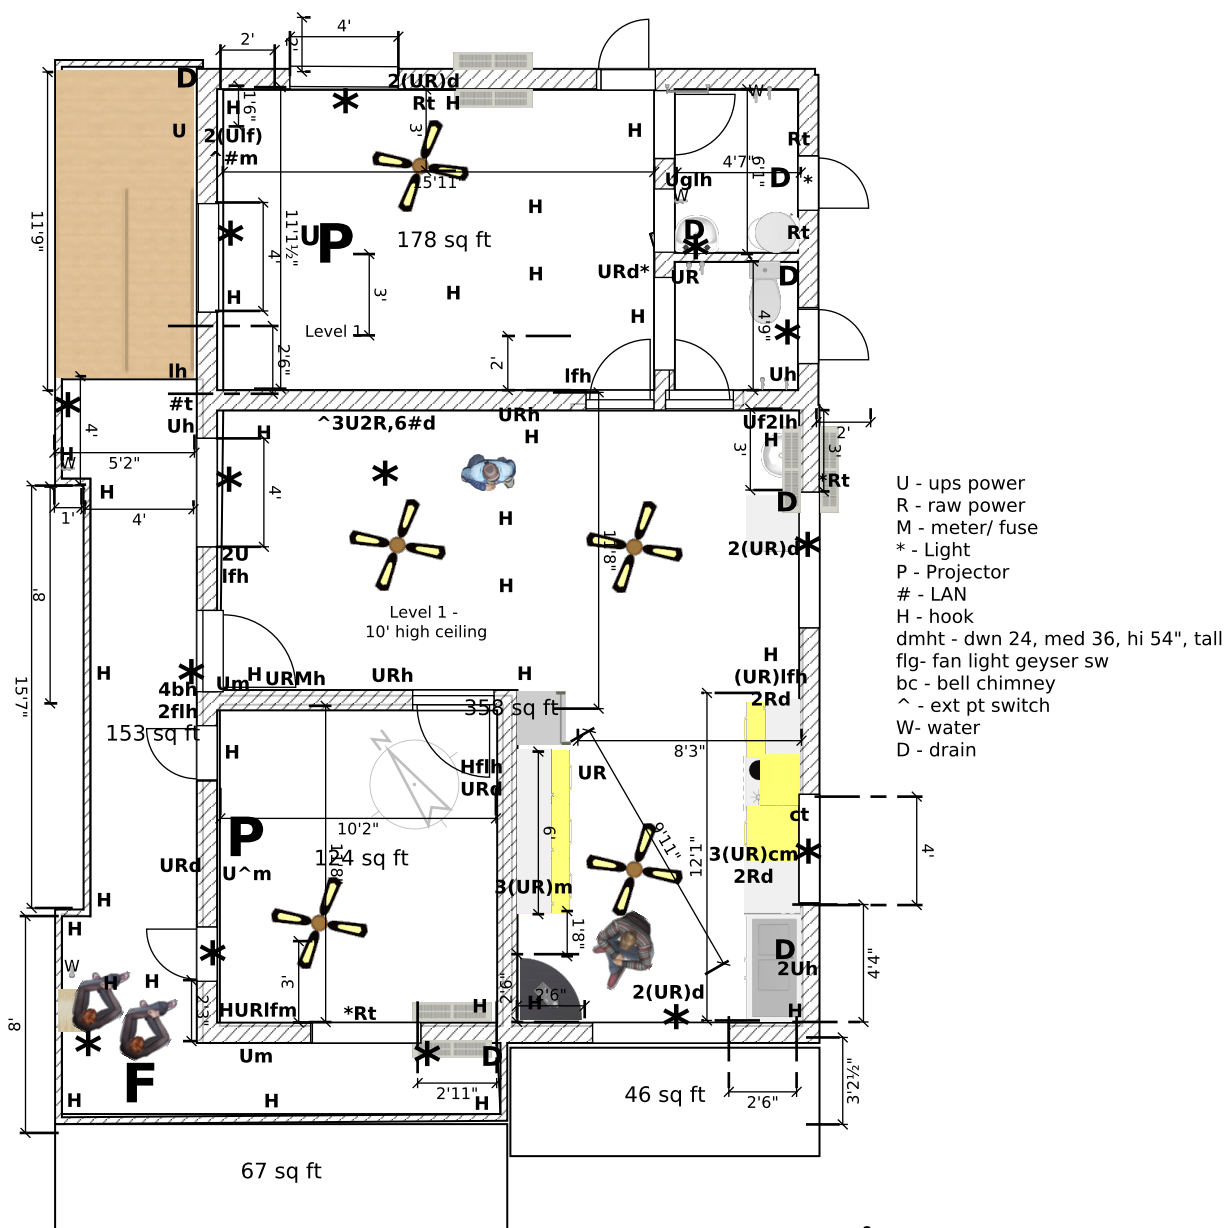 4'
2'
2'
D
2(UR)d
W
H
1'6"
Rt
H
U
2(Ulf)
3'
H
Rt
^#m
4'7"
6'1"
15'11"
Uglh
D
*
W
11'9"
H
11'1½"
U
P
178 sq ft
D
Rt
4'
H
URd*
UR
D
H
3'
H
H
4'9"
Level 1
2'6"
2'
lh
lfh
Uh
#t
^3U2R,6#d
URh
Uf2lh
Uh
H
H
H
2'
4'
3'
3'
H
W
5'2"
*Rt
H
4'
1'
4'
U - ups power
R - raw power
M - meter/ fuse
* - Light
P - Projector
# - LAN
H - hook
dmht - dwn 24, med 36, hi 54", tall
flg- fan light geyser sw
bc - bell chimney
^ - ext pt switch
W- water
D - drain
D
H
2U
lfh
2(UR)d
8'
H
Level 1 -
10' high ceiling
H
H
H
URMh
URh
H
H
(UR)lfh
Um
4bh
2flh
2Rd
15'7"
153 sq ft
358 sq ft
H
8'3"
Hflh
URd
UR
10'2"
P
124 sq ft
6'
9'11"
12'1"
ct
3(UR)cm
4'
URd
U^m
3(UR)m
2Rd
H
H
1'8"
D
2Uh
4'4"
W
H
H
3'
2'6"
2'6"
2(UR)d
2'3"
HURlfm
*Rt
H
H
H
8'
Um
D
F
2'11"
46 sq ft
2'6"
3'2½"
H
H
H
67 sq ft